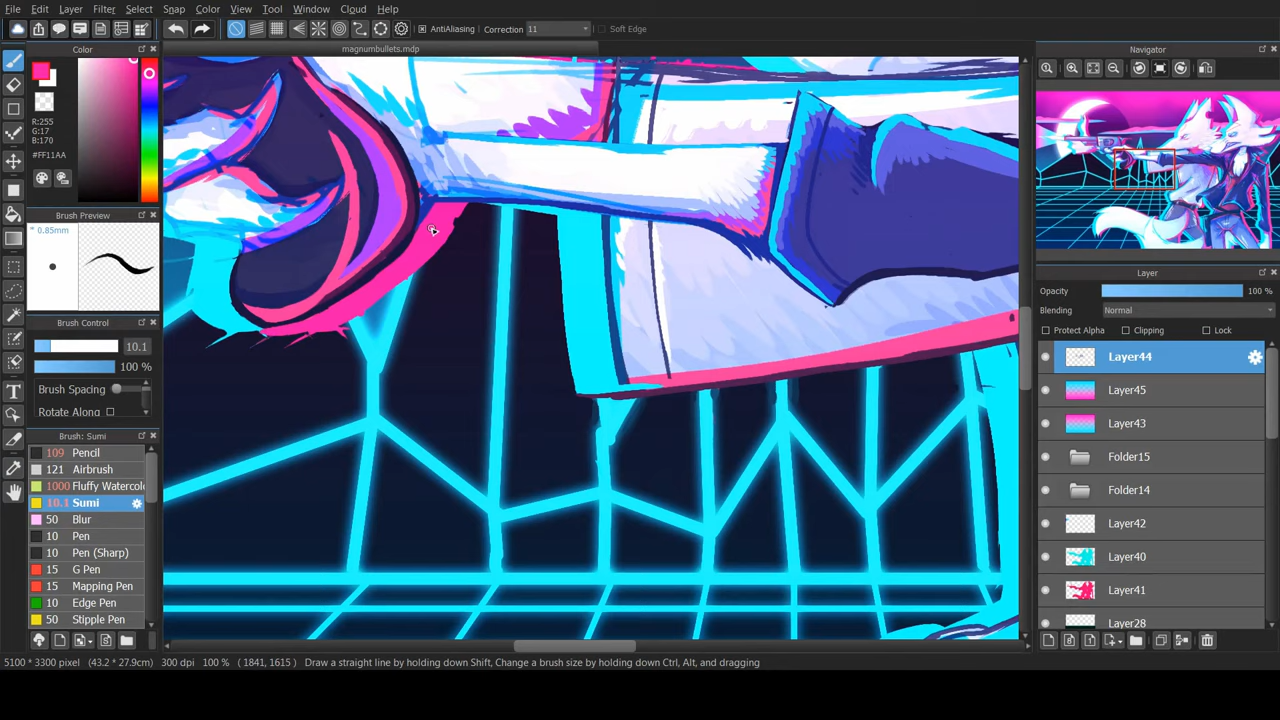 File Edit Layer Filter Select Snap Color View Tool Window Cloud Help
AntiAliasing Correction 11 Soft Edge
Color
magnumbullets.mdp
Navigator
R:255
G:17
B:170
#FF11AA
Brush Preview
* 0.85mm
Brush Control
10.1
100 %
Brush Spacing
Rotate Along
Brush: Sumi
109 Pencil
121 Airbrush
1000 Fluffy Watercolo
10.1 Sumi
50 Blur
10 Pen
10 Pen (Sharp)
15 G Pen
15 Mapping Pen
10 Edge Pen
50 Stipple Pen
Layer
Opacity 100 %
Blending Normal
Protect Alpha Clipping Lock
Layer44
Layer45
Layer43
Folder15
Folder14
Layer42
Layer40
Layer41
Layer28
5100 * 3300 pixel (43.2 * 27.9cm) 300 dpi 100 % ( 1841, 1615 ) Draw a straight line by holding down Shift, Change a brush size by holding down Ctrl, Alt, and dragging